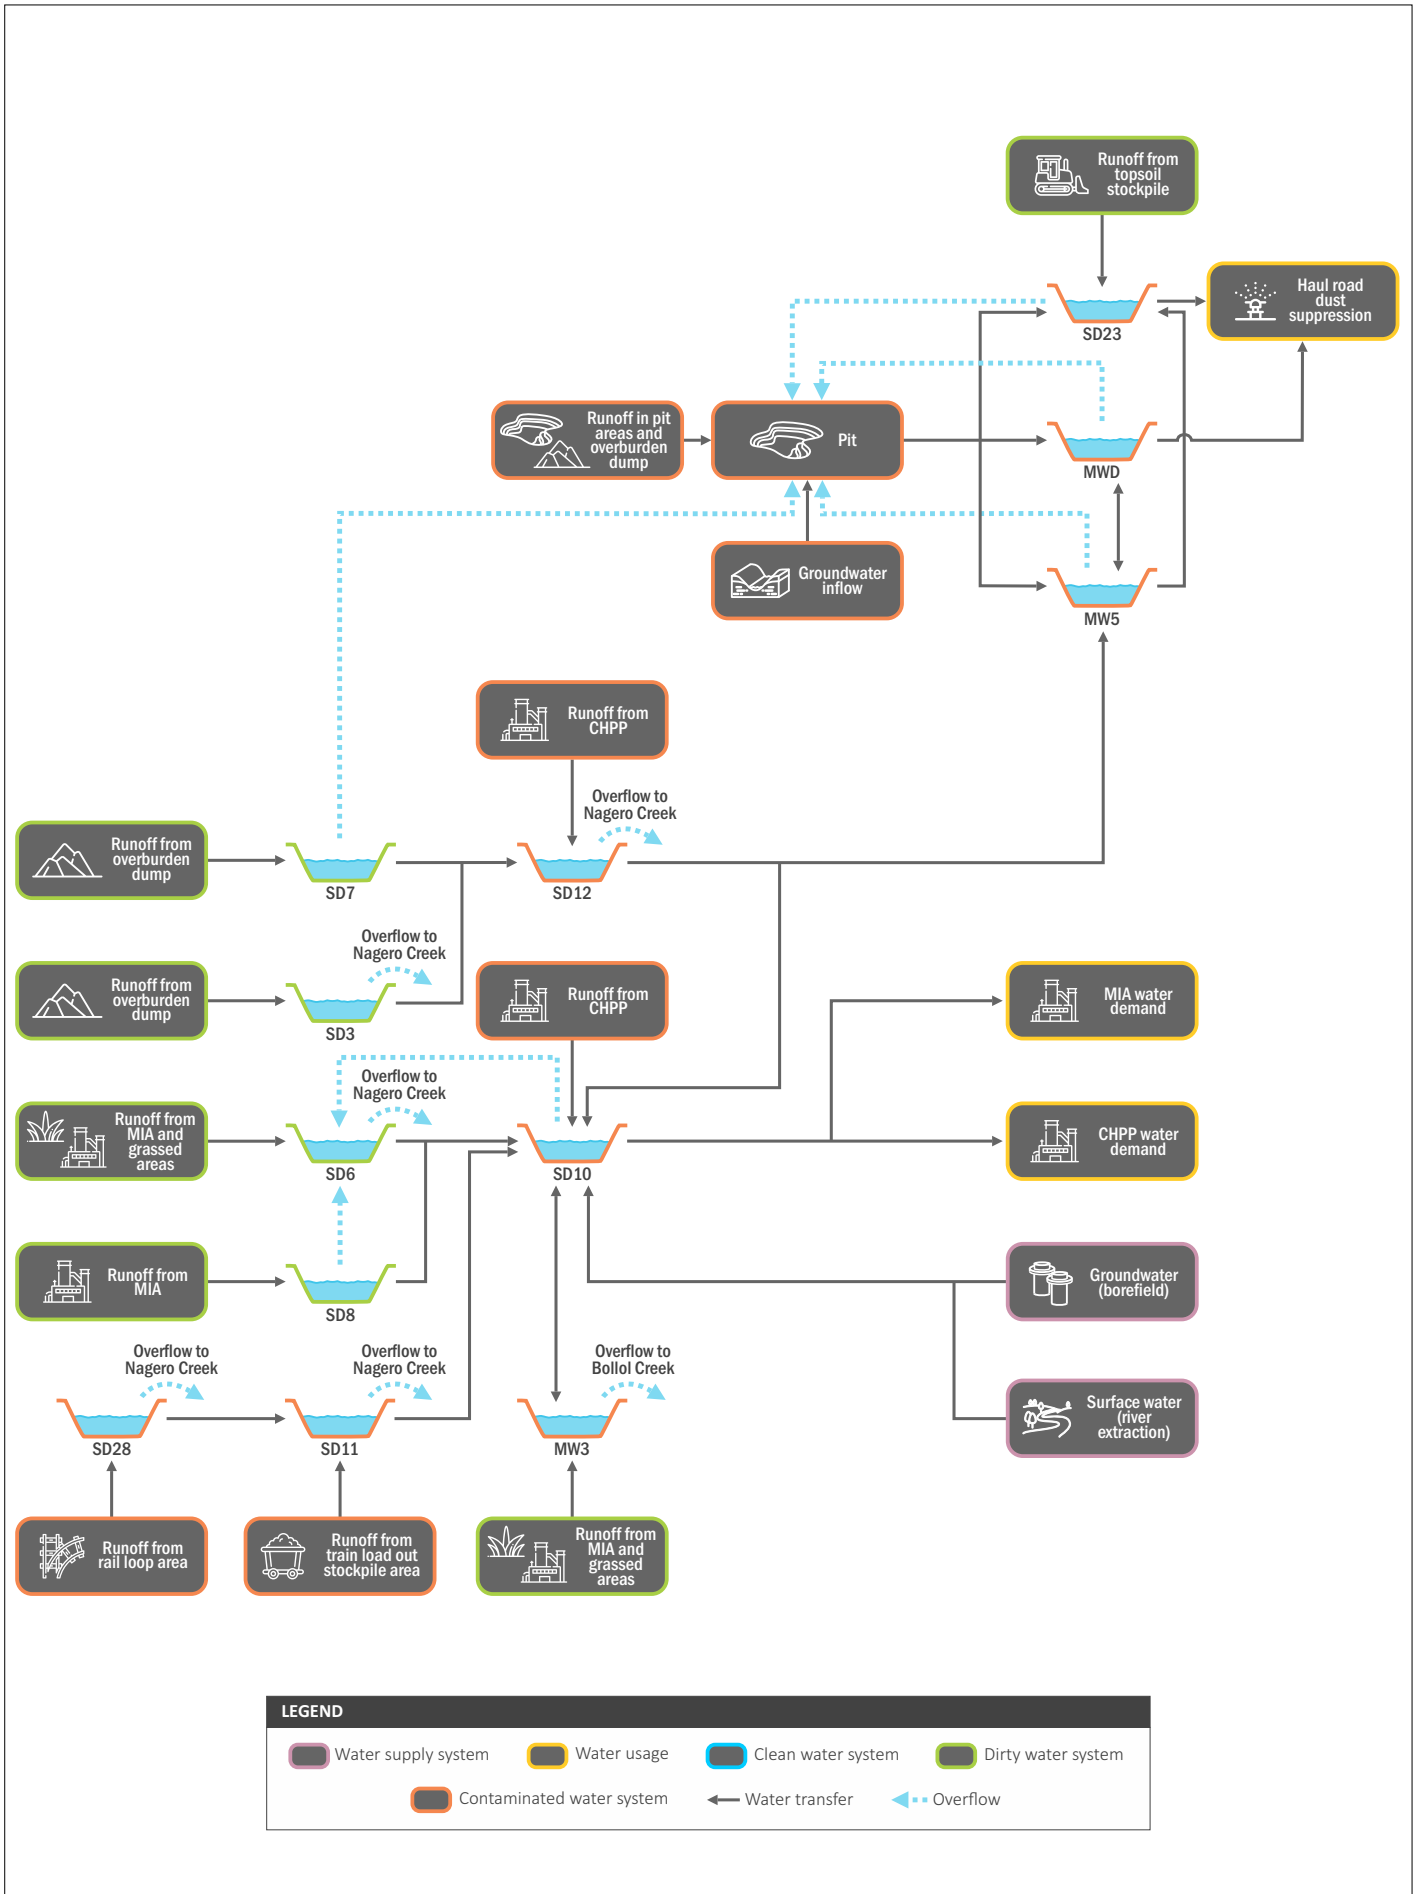 Runoff from
topsoil
stockpile
Haul road
dust
suppression
SD23
Runoff in pit
areas and
overburden
dump
Pit
MWD
Groundwater
inflow
MW5
Runoff from
CHPP
Overflow to
Nagero Creek
Runoff from
overburden
dump
SD7
SD12
Overflow to
Nagero Creek
Runoff from
overburden
dump
SD3
Runoff from
CHPP
MIA water
demand
Overflow to
Nagero Creek
Runoff from
MIA and
grassed
areas
SD6
SD10
CHPP water
demand
Runoff from
MIA
SD8
Groundwater
(borefield)
Overflow to
Nagero Creek
Overflow to
Nagero Creek
Overflow to
Bollol Creek
Surface water
(river
extraction)
SD28
SD11
MW3
Runoff from
rail loop area
Runoff from
train load out
stockpile area
Runoff from
MIA and
grassed
areas
LEGEND
Water supply system
Water usage
Clean water system
Dirty water system
Contaminated water system
Water transfer
Overflow